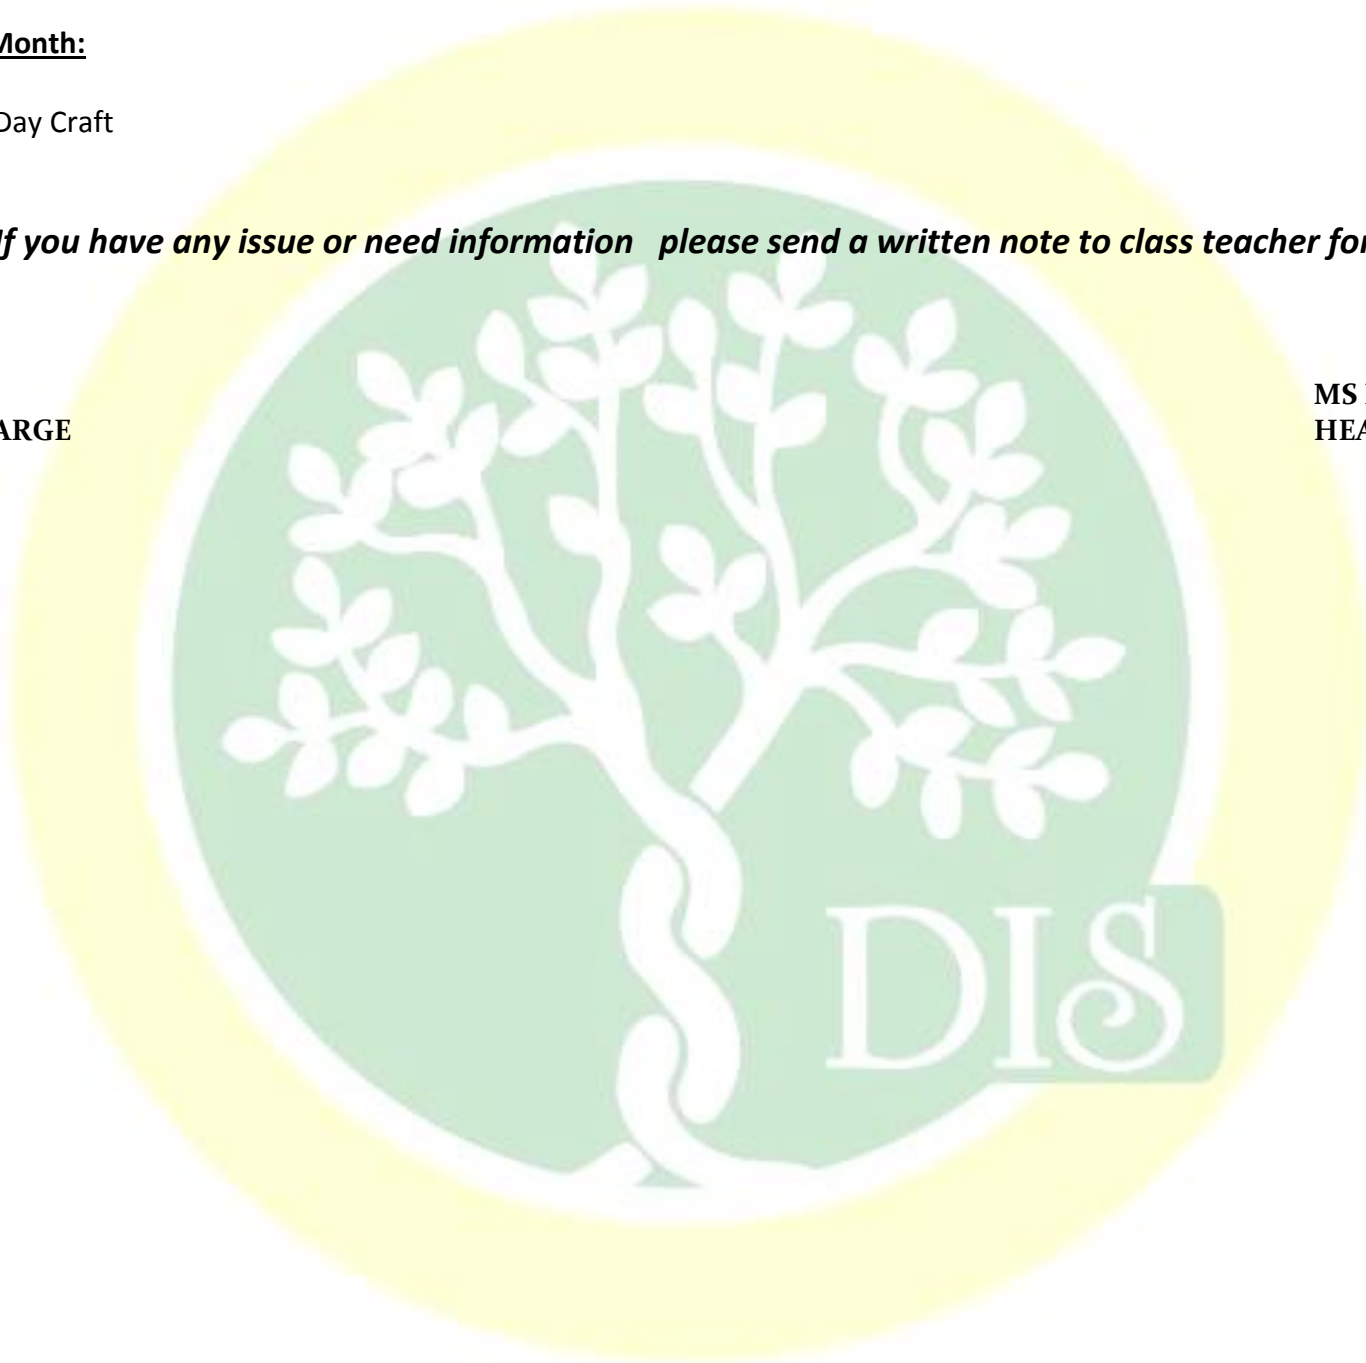 Month:
Day Craft
If you have any issue or need information please send a written note to class teacher for
MS
ARGE
HEA
DIS